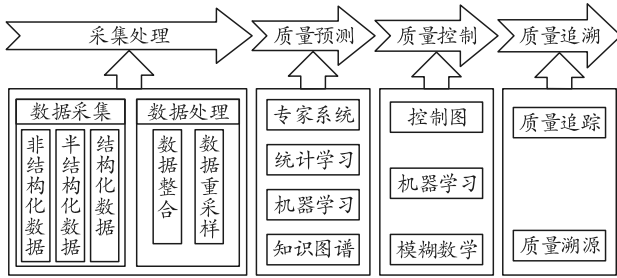 采集处理
质量预测
质量控制
质量追溯
数据采集
非结构化数据
半结构化数据
结构化数据
数据处理
数据整合
数据重采样
专家系统
统计学习
机器学习
知识图谱
控制图
机器学习
模糊数学
质量追踪
质量溯源